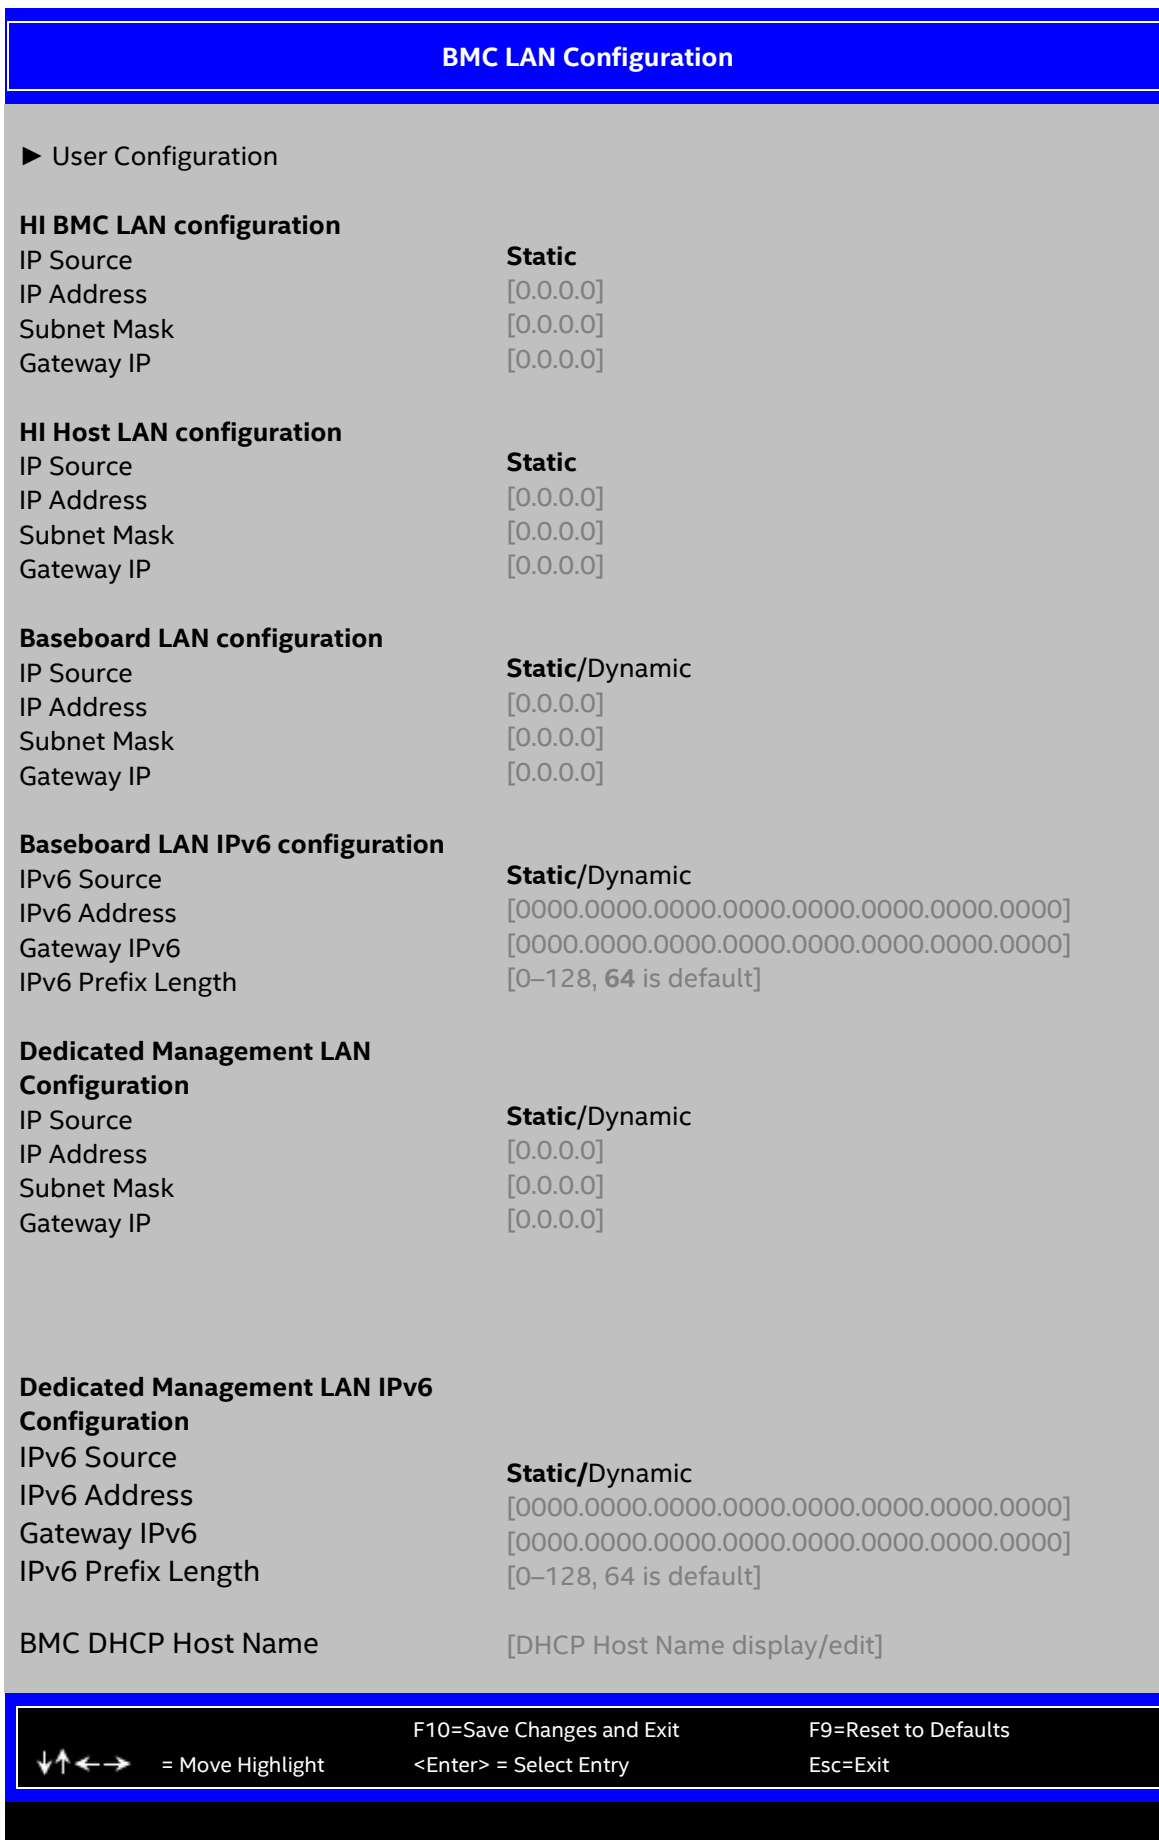 BMC LAN Configuration
► User Configuration
HI BMC LAN configuration
IP Source Static
IP Address [0.0.0.0]
Subnet Mask [0.0.0.0]
Gateway IP [0.0.0.0]
HI Host LAN configuration
IP Source Static
IP Address [0.0.0.0]
Subnet Mask [0.0.0.0]
Gateway IP [0.0.0.0]
Baseboard LAN configuration
IP Source Static/Dynamic
IP Address [0.0.0.0]
Subnet Mask [0.0.0.0]
Gateway IP [0.0.0.0]
Baseboard LAN IPv6 configuration
IPv6 Source Static/Dynamic
IPv6 Address [0000.0000.0000.0000.0000.0000.0000.0000]
Gateway IPv6 [0000.0000.0000.0000.0000.0000.0000.0000]
IPv6 Prefix Length [0–128, 64 is default]
Dedicated Management LAN
Configuration
IP Source Static/Dynamic
IP Address [0.0.0.0]
Subnet Mask [0.0.0.0]
Gateway IP [0.0.0.0]
Dedicated Management LAN IPv6
Configuration
IPv6 Source Static/Dynamic
IPv6 Address [0000.0000.0000.0000.0000.0000.0000.0000]
Gateway IPv6 [0000.0000.0000.0000.0000.0000.0000.0000]
IPv6 Prefix Length [0–128, 64 is default]
BMC DHCP Host Name [DHCP Host Name display/edit]
F10=Save Changes and Exit F9=Reset to Defaults
↓↑←→ = Move Highlight <Enter> = Select Entry Esc=Exit